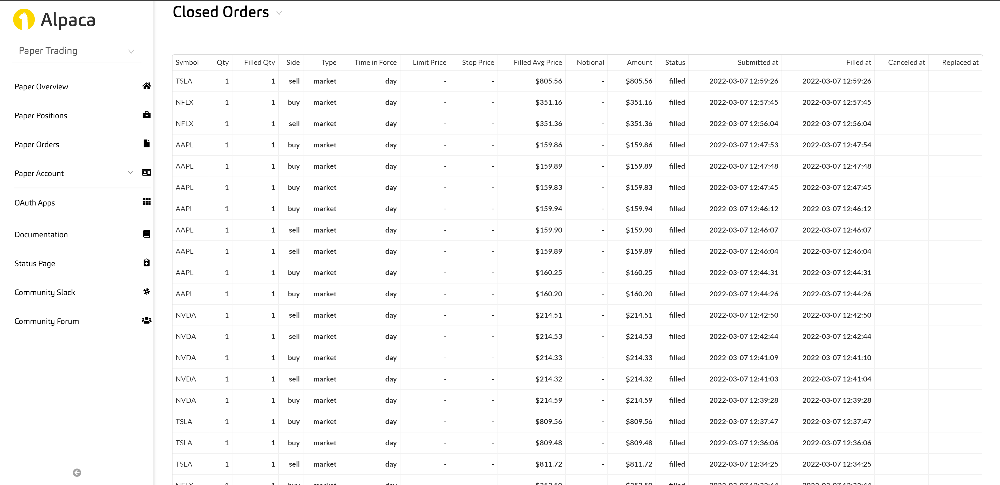 Alpaca
Paper Trading
Paper Overview
Paper Positions
Paper Orders
Paper Account
OAuth Apps
Documentation
Status Page
Community Slack
Community Forum
Closed Orders
Symbol Qty Filled Qty Side Type Time in Force Limit Price Stop Price Filled Avg Price Notional Amount Status Submitted at Filled at Canceled at Replaced at
TSLA 1 1 sell market day - - $805.56 - $805.56 filled 2022-03-07 12:59:26 2022-03-07 12:59:26
NFLX 1 1 buy market day - - $351.16 - $351.16 filled 2022-03-07 12:57:45 2022-03-07 12:57:45
NFLX 1 1 sell market day - - $351.36 - $351.36 filled 2022-03-07 12:56:04 2022-03-07 12:56:04
AAPL 1 1 buy market day - - $159.86 - $159.86 filled 2022-03-07 12:47:53 2022-03-07 12:47:54
AAPL 1 1 buy market day - - $159.89 - $159.89 filled 2022-03-07 12:47:48 2022-03-07 12:47:48
AAPL 1 1 buy market day - - $159.83 - $159.83 filled 2022-03-07 12:47:45 2022-03-07 12:47:45
AAPL 1 1 buy market day - - $159.94 - $159.94 filled 2022-03-07 12:46:12 2022-03-07 12:46:12
AAPL 1 1 sell market day - - $159.90 - $159.90 filled 2022-03-07 12:46:07 2022-03-07 12:46:07
AAPL 1 1 sell market day - - $159.89 - $159.89 filled 2022-03-07 12:46:04 2022-03-07 12:46:04
AAPL 1 1 buy market day - - $160.25 - $160.25 filled 2022-03-07 12:44:31 2022-03-07 12:44:31
AAPL 1 1 buy market day - - $160.20 - $160.20 filled 2022-03-07 12:44:26 2022-03-07 12:44:26
NVDA 1 1 sell market day - - $214.51 - $214.51 filled 2022-03-07 12:42:50 2022-03-07 12:42:50
NVDA 1 1 sell market day - - $214.53 - $214.53 filled 2022-03-07 12:42:44 2022-03-07 12:42:44
NVDA 1 1 buy market day - - $214.33 - $214.33 filled 2022-03-07 12:41:09 2022-03-07 12:41:10
NVDA 1 1 sell market day - - $214.32 - $214.32 filled 2022-03-07 12:41:03 2022-03-07 12:41:04
NVDA 1 1 buy market day - - $214.59 - $214.59 filled 2022-03-07 12:39:28 2022-03-07 12:39:28
TSLA 1 1 buy market day - - $809.56 - $809.56 filled 2022-03-07 12:37:47 2022-03-07 12:37:47
TSLA 1 1 buy market day - - $809.48 - $809.48 filled 2022-03-07 12:36:06 2022-03-07 12:36:06
TSLA 1 1 sell market day - - $811.72 - $811.72 filled 2022-03-07 12:34:25 2022-03-07 12:34:25